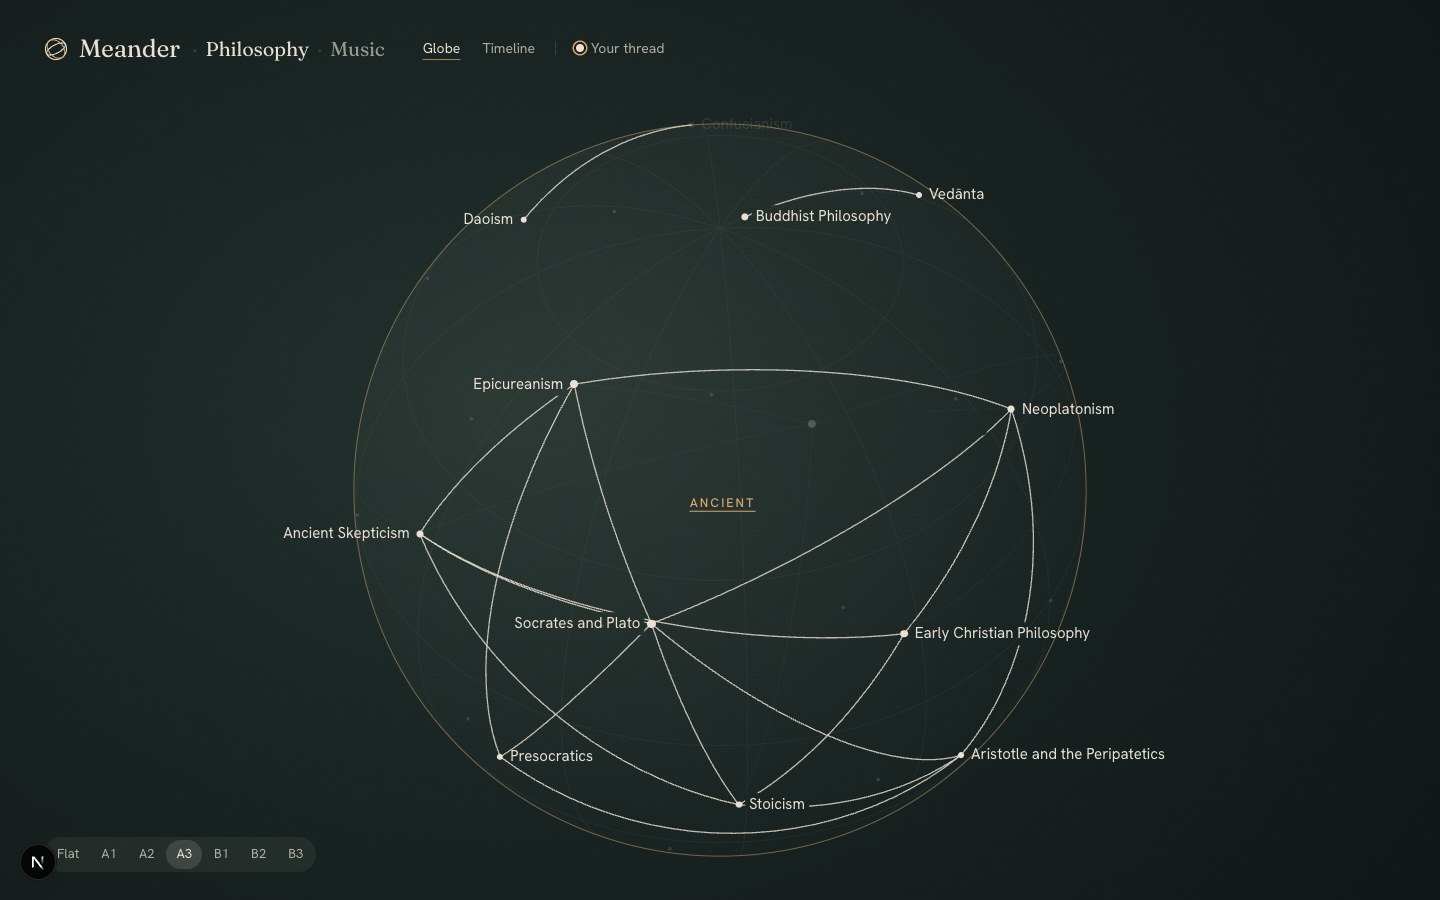 Meander · Philosophy · Music Globe Timeline Your thread
Confucianism
Vedānta
Daoism
Buddhist Philosophy
Epicureanism
Neoplatonism
ANCIENT
Ancient Skepticism
Socrates and Plato
Early Christian Philosophy
Presocratics
Aristotle and the Peripatetics
Stoicism
N Flat A1 A2 A3 B1 B2 B3